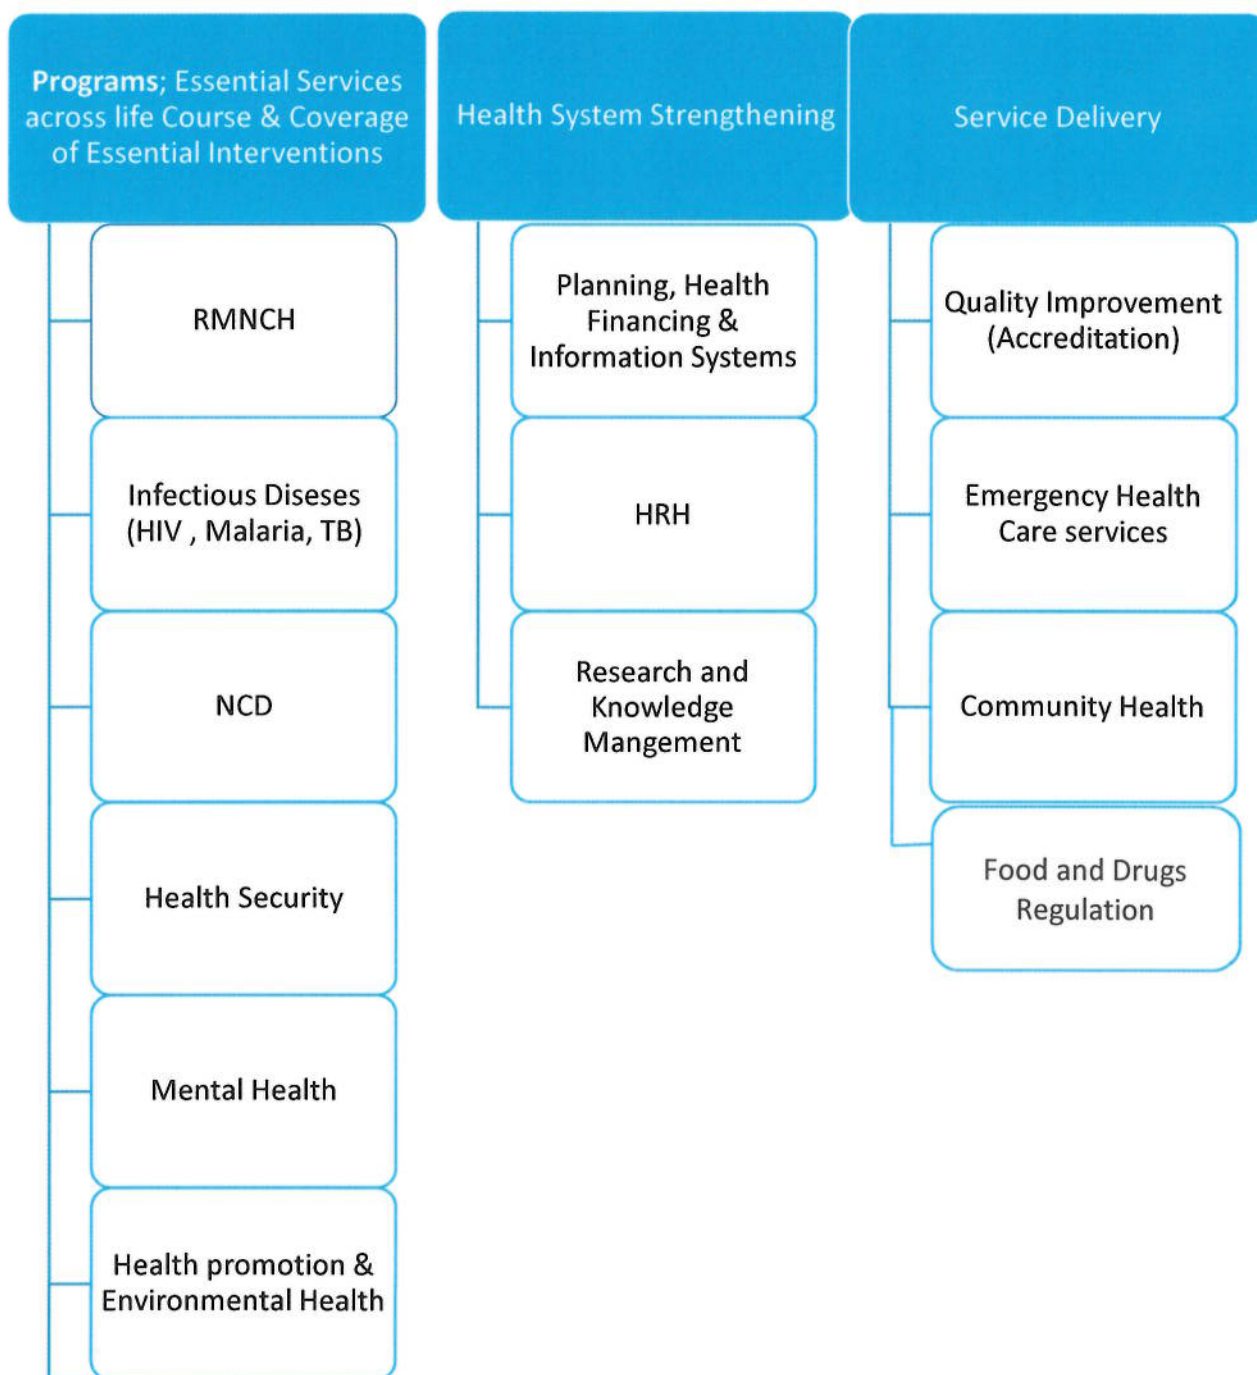 Programs; Essential Services
across life Course & Coverage
of Essential Interventions
RMNCH
Infectious Diseses
(HIV , Malaria, TB)
NCD
Health Security
Mental Health
Health promotion &
Environmental Health
Health System Strengthening
Planning, Health
Financing &
Information Systems
HRH
Research and
Knowledge
Mangement
Service Delivery
Quality Improvement
(Accreditation)
Emergency Health
Care services
Community Health
Food and Drugs
Regulation